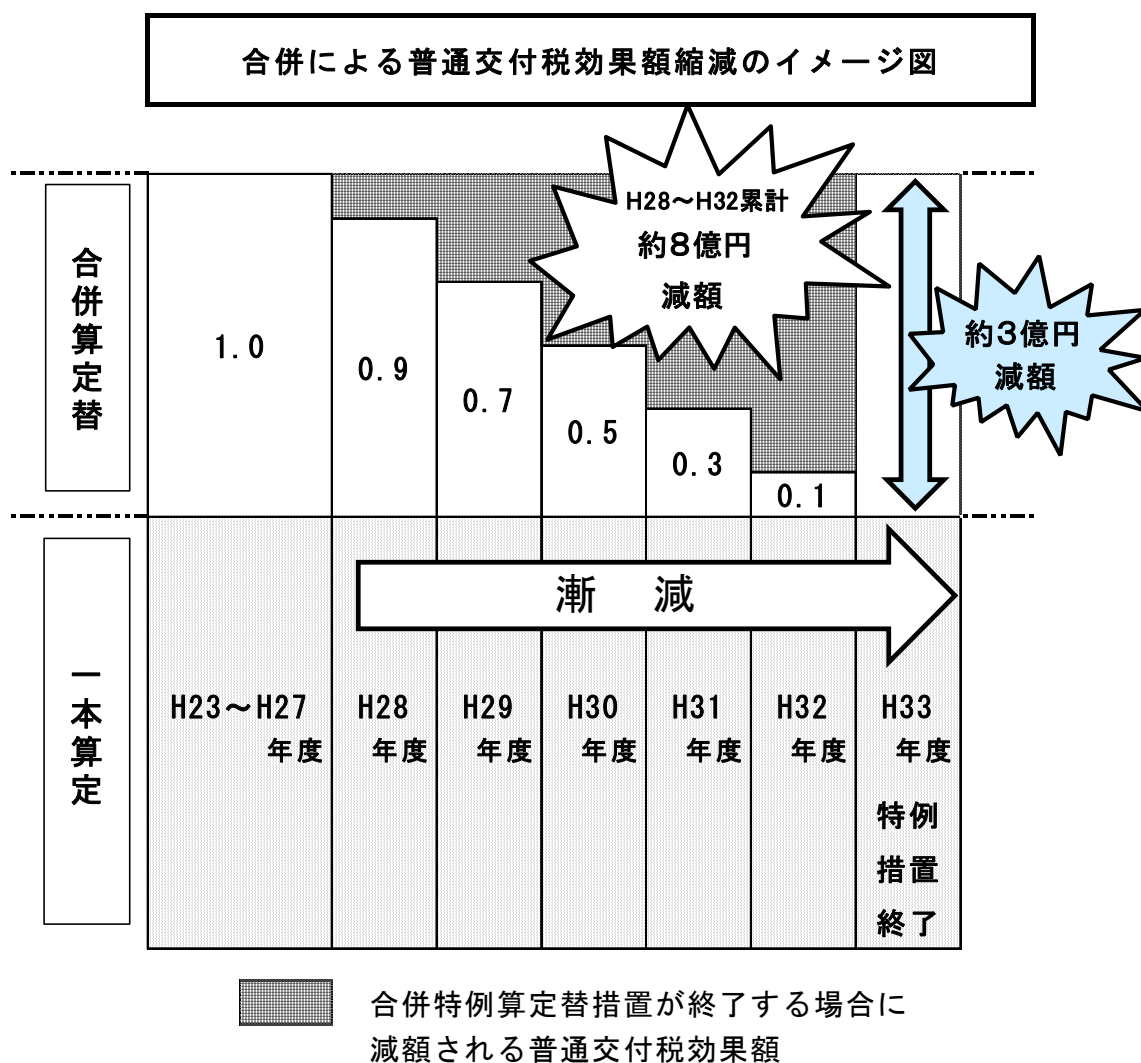 合併による普通交付税効果額縮減のイメージ図
H28～H32累計
約8億円
減額
合併算定替
1.0
0.9
0.7
0.5
0.3
0.1
約3億円
減額
漸 減
一本算定
H23～H27
年度
H28
年度
H29
年度
H30
年度
H31
年度
H32
年度
H33
年度
特例
措置
終了
合併特例算定替措置が終了する場合に
減額される普通交付税効果額